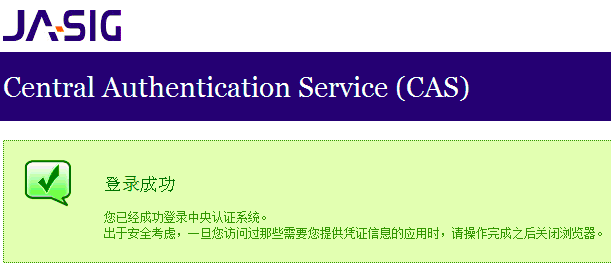 JA-SIG
Central Authentication Service (CAS)
登录成功
您已经成功登录中央认证系统。
出于安全考虑，一旦您访问过那些需要您提供凭证信息的应用时，请操作完成之后关闭浏览器。